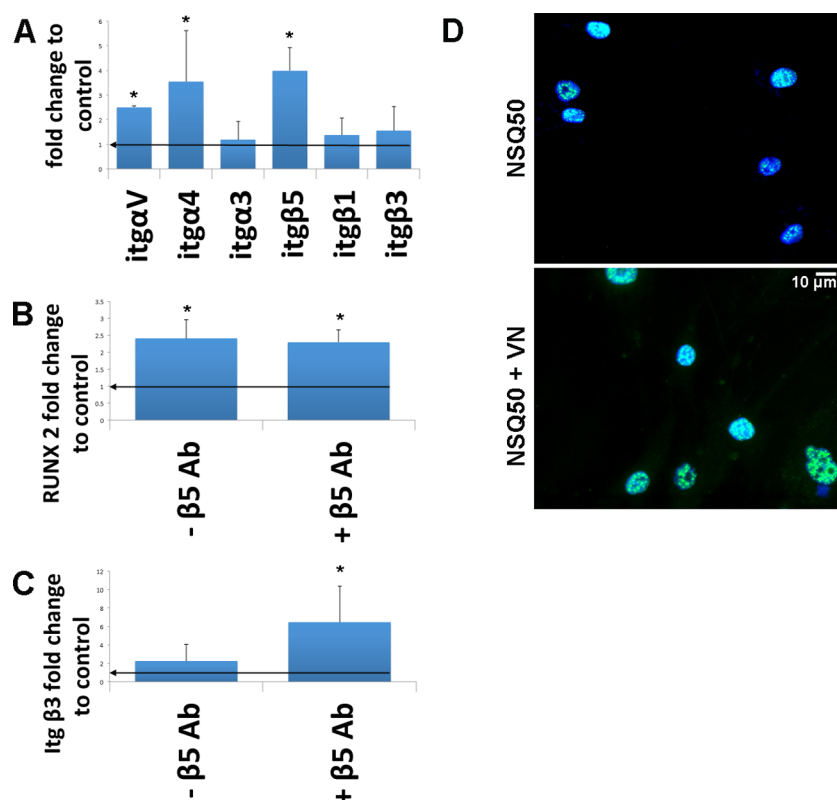 A
fold change to
control
6
5
4
3
2
1
0
*
*
*
itgαV
itgα4
itgα3
itgβ5
itgβ1
itgβ3
B
RUNX 2 fold change
to control
3.5
3
2.5
2
1.5
1
0.5
0
*
*
- β5 Ab
+ β5 Ab
C
Itg β3 fold change
to control
12
10
8
6
4
2
0
*
- β5 Ab
+ β5 Ab
D
NSQ50
NSQ50 + VN
10 µm